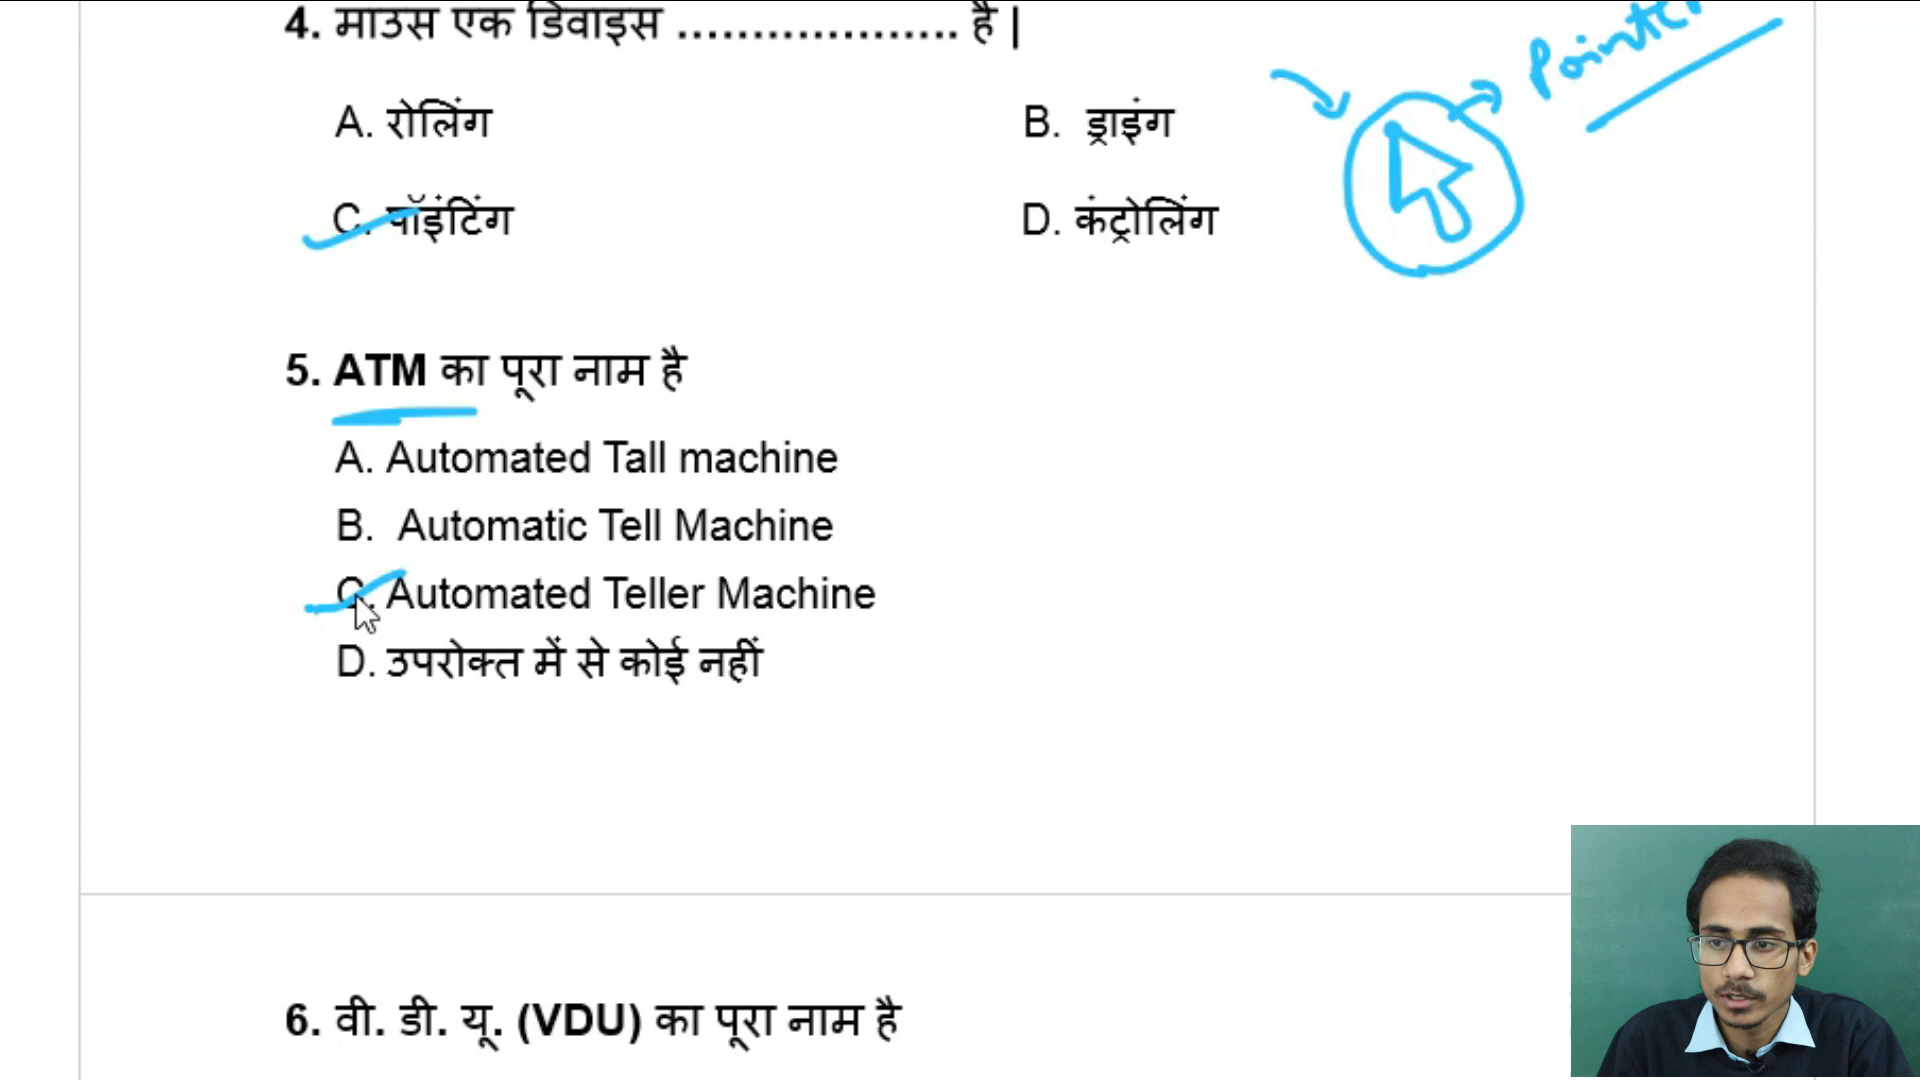 4. माउस एक डिवाइस ................... है |
Pointer
A. रोलिंग
B. ड्राइंग
C. पॉइंटिंग
D. कंट्रोलिंग
5. ATM का पूरा नाम है
A. Automated Tall machine
B. Automatic Tell Machine
C. Automated Teller Machine
D. उपरोक्त में से कोई नहीं
6. वी. डी. यू. (VDU) का पूरा नाम है